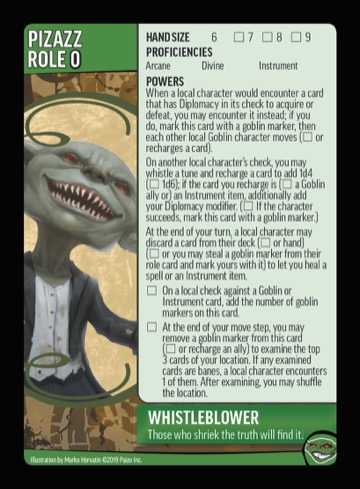 PIZAZZ
ROLE 0
HAND SIZE 6 ☐ 7 ☐ 8 ☐ 9
PROFICIENCIES
Arcane Divine Instrument
POWERS
When a local character would encounter a card
that has Diplomacy in its check to acquire or
defeat, you may encounter it instead; if you
do, mark this card with a goblin marker, then
each other local Goblin character moves (☐ or
recharges a card).
On another local character's check, you may
whistle a tune and recharge a card to add 1d4
(☐ 1d6); if the card you recharge is (☐ a Goblin
ally or) an Instrument item, additionally add
your Diplomacy modifier. (☐ If the character
succeeds, mark this card with a goblin marker.)
At the end of your turn, a local character may
discard a card from their deck (☐ or hand)
(☐ or you may steal a goblin marker from their
role card and mark yours with it) to let you heal a
spell or an Instrument item.
☐ On a local check against a Goblin or
Instrument card, add the number of goblin
markers on this card.
☐ At the end of your move step, you may
remove a goblin marker from this card
(☐ or recharge an ally) to examine the top
3 cards of your location. If any examined
cards are banes, a local character encounters
1 of them. After examining, you may shuffle
the location.
WHISTLEBLOWER
Those who shriek the truth will find it.
Illustration by Marko Horvatin ©2019 Paizo Inc.